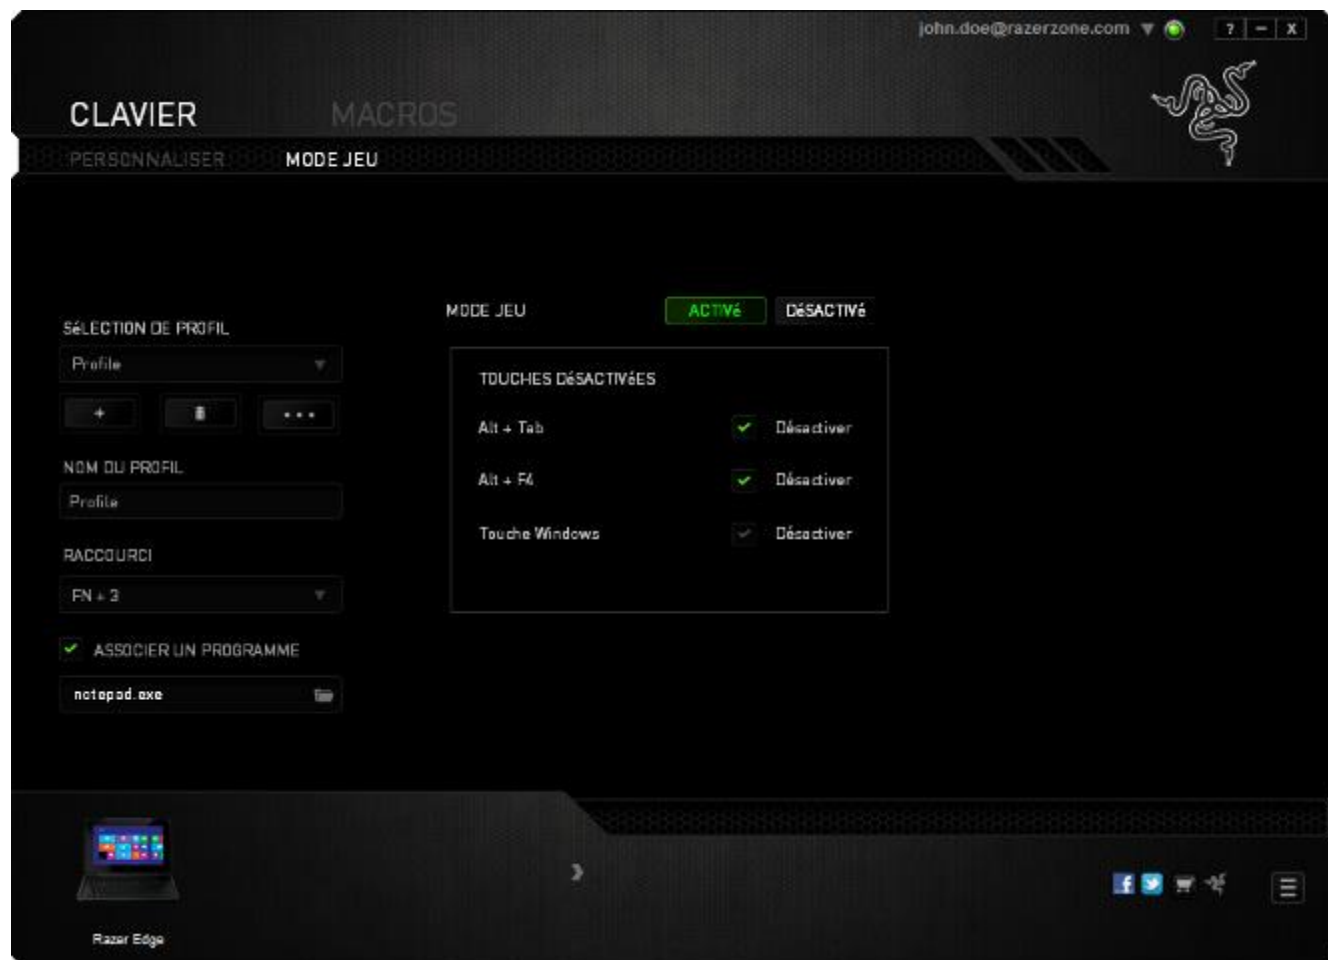 john.doe@razerzone.com
? – X
CLAVIER MACROS
PERSONNALISER MODE JEU
MODE JEU ACTIVé DéSACTIVé
SéLECTION DE PROFIL
Profile
+ •••
TOUCHES DéSACTIVéES
Alt + Tab Désactiver
NOM DU PROFIL
Alt + F4 Désactiver
Profile
Touche Windows Désactiver
RACCOURCI
FN + 3
ASSOCIER UN PROGRAMME
notepad.exe
Razer Edge